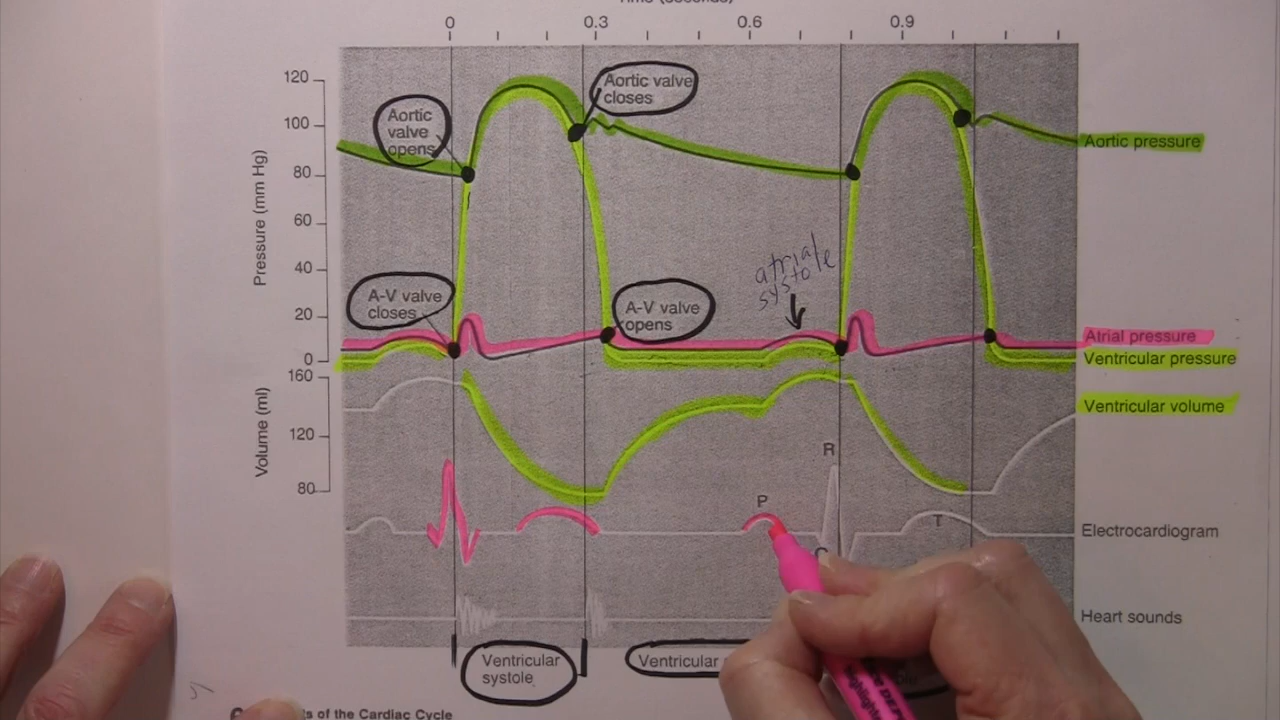 Time (seconds)
0 0.3 0.6 0.9
120
100
80
60
40
20
0
Pressure (mm Hg)
Aortic
valve
opens
Aortic valve
closes
Aortic pressure
atriale
systo
A-V valve
closes
A-V valve
opens
Atrial pressure
Ventricular pressure
160
120
80
Volume (ml)
Ventricular volume
R
P
T
Electrocardiogram
Heart sounds
Ventricular
systole
Ventricular
of the Cardiac Cycle